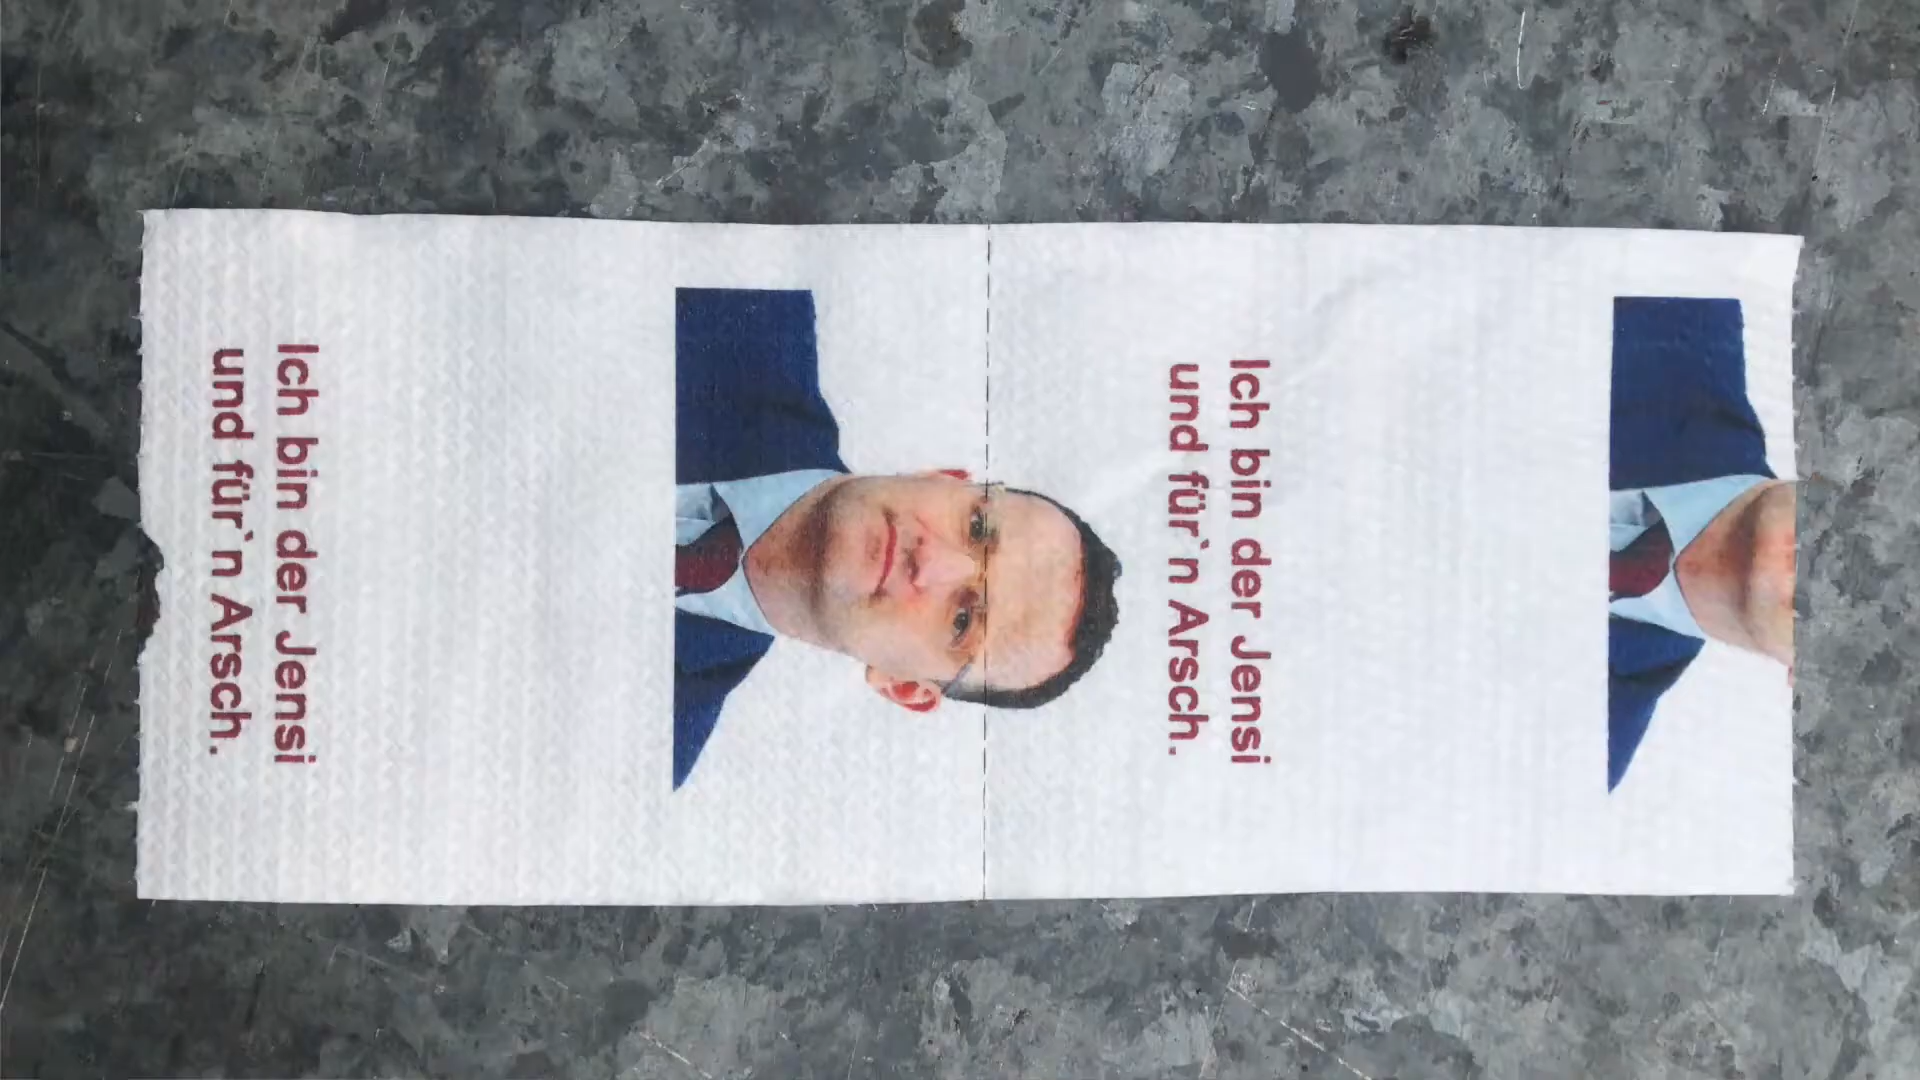 Ich bin der Jensi
und für`n Arsch.
Ich bin der Jensi
und für`n Arsch.